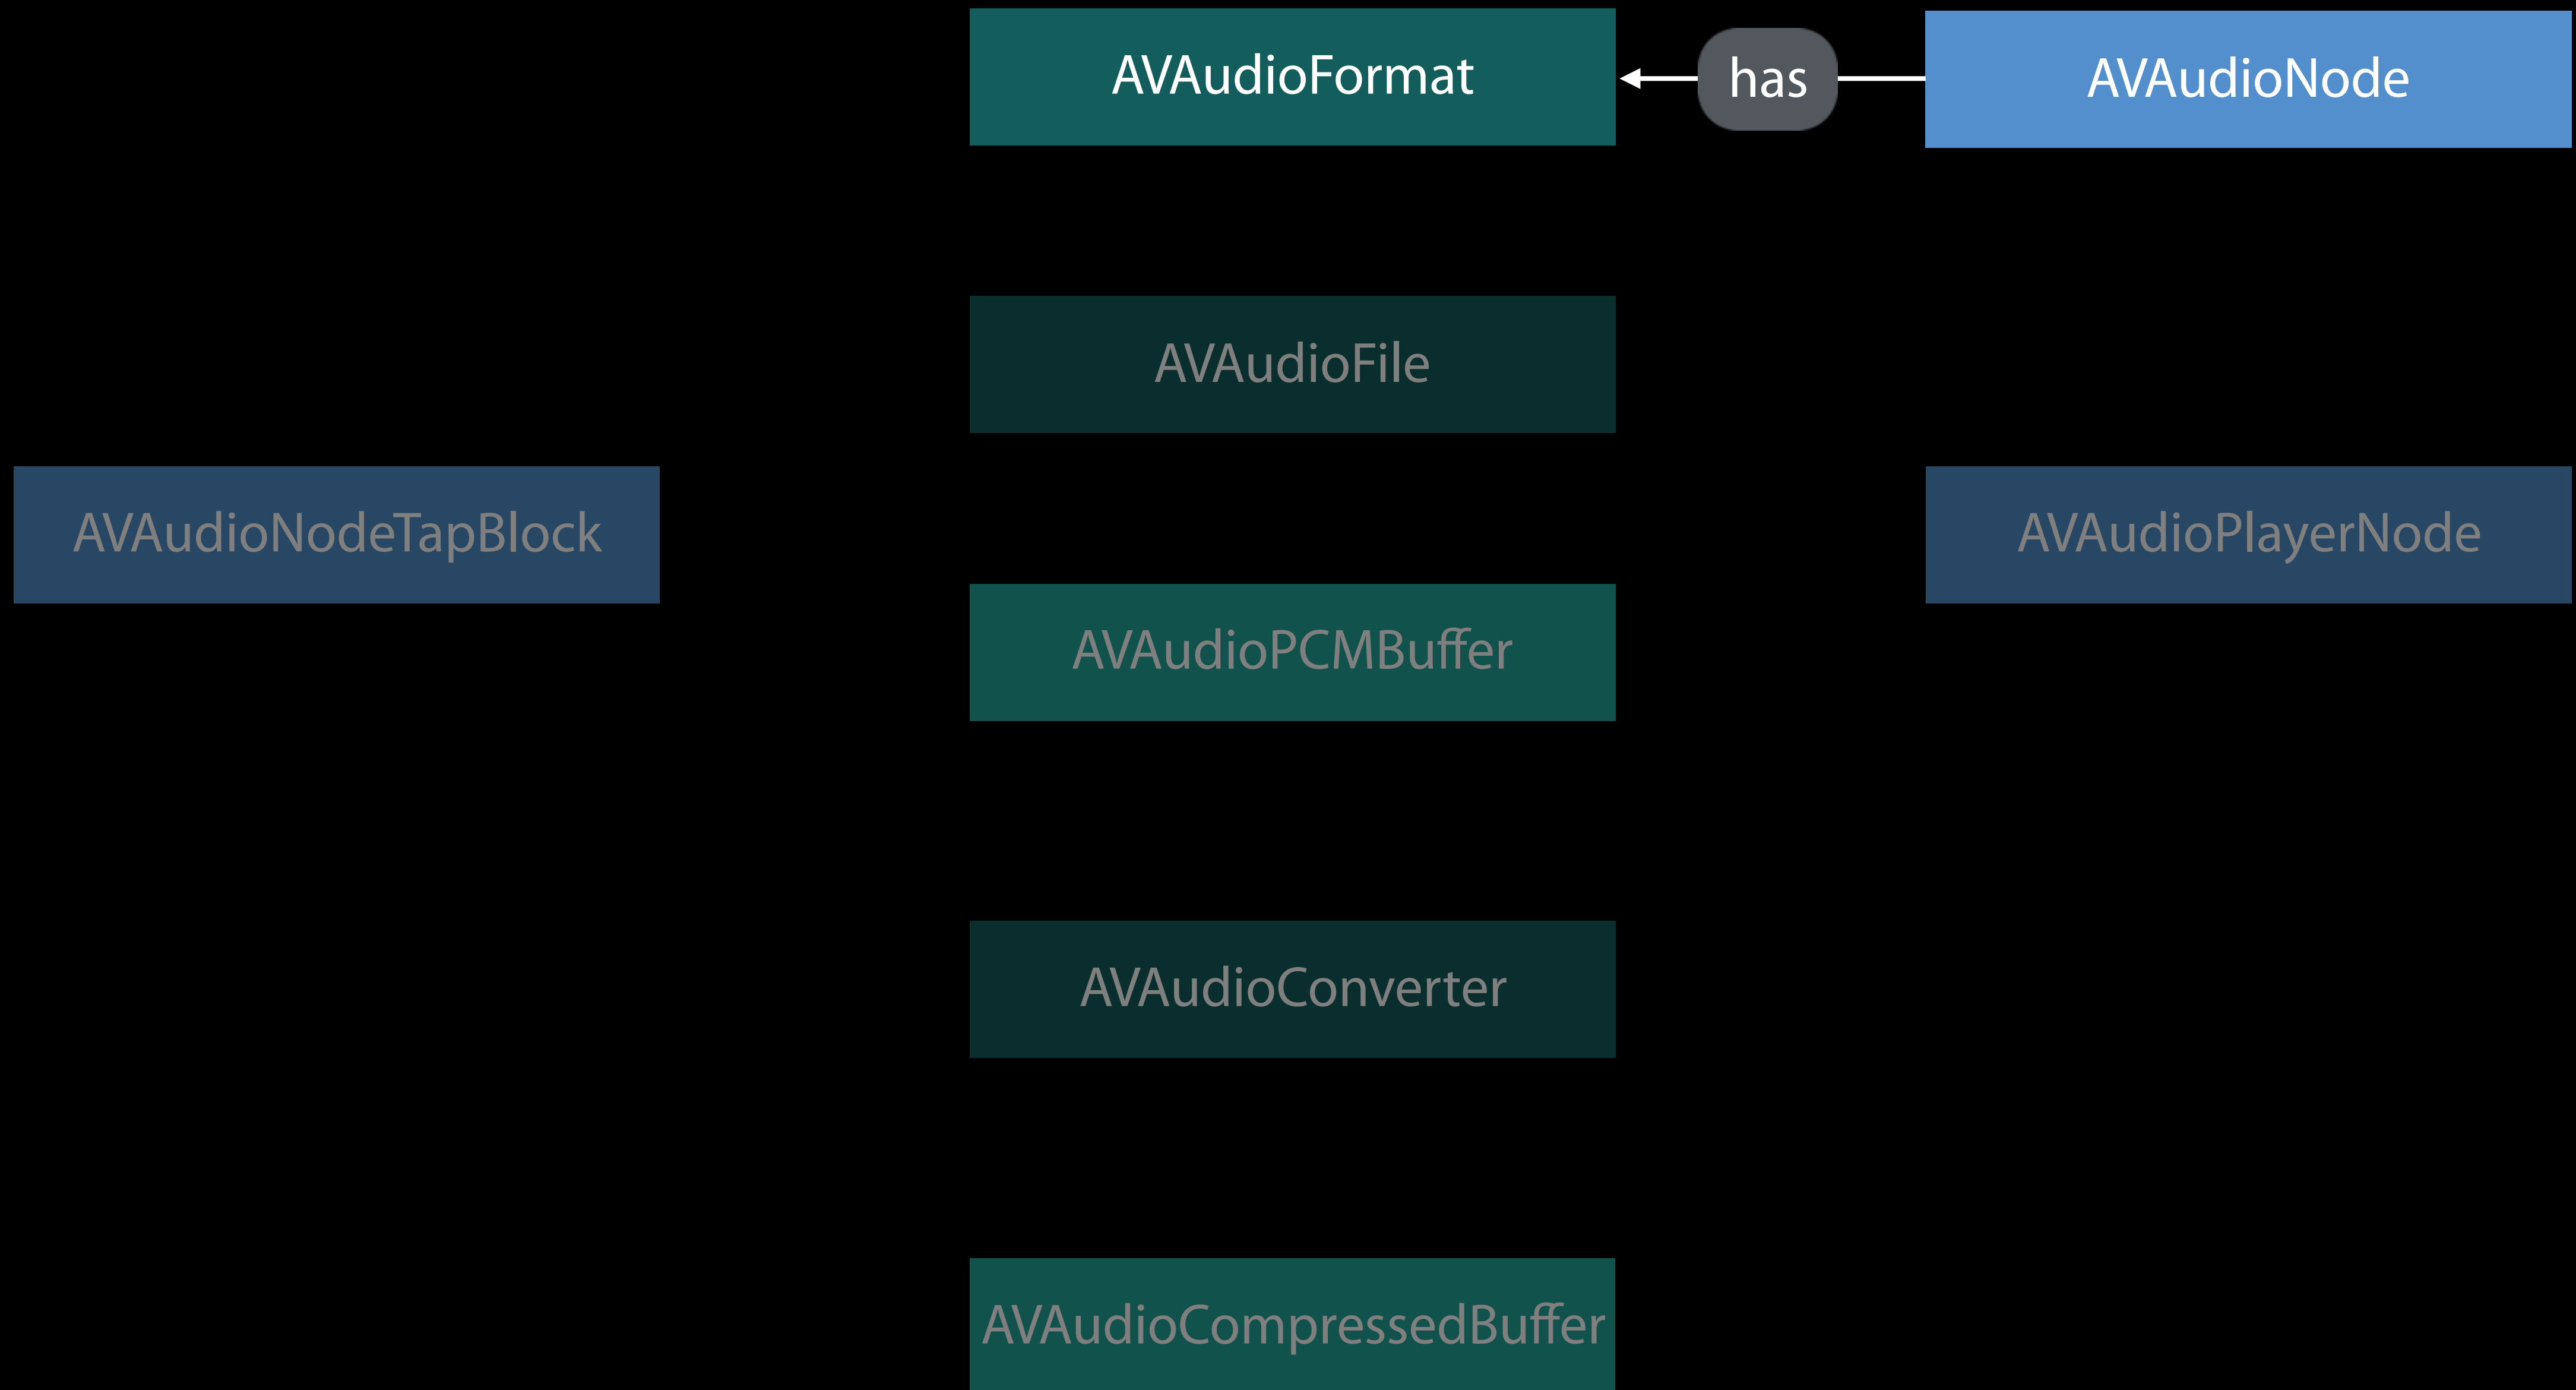 AVAudioFormat
has
AVAudioNode
AVAudioFile
AVAudioNodeTapBlock
AVAudioPlayerNode
AVAudioPCMBuffer
AVAudioConverter
AVAudioCompressedBuffer